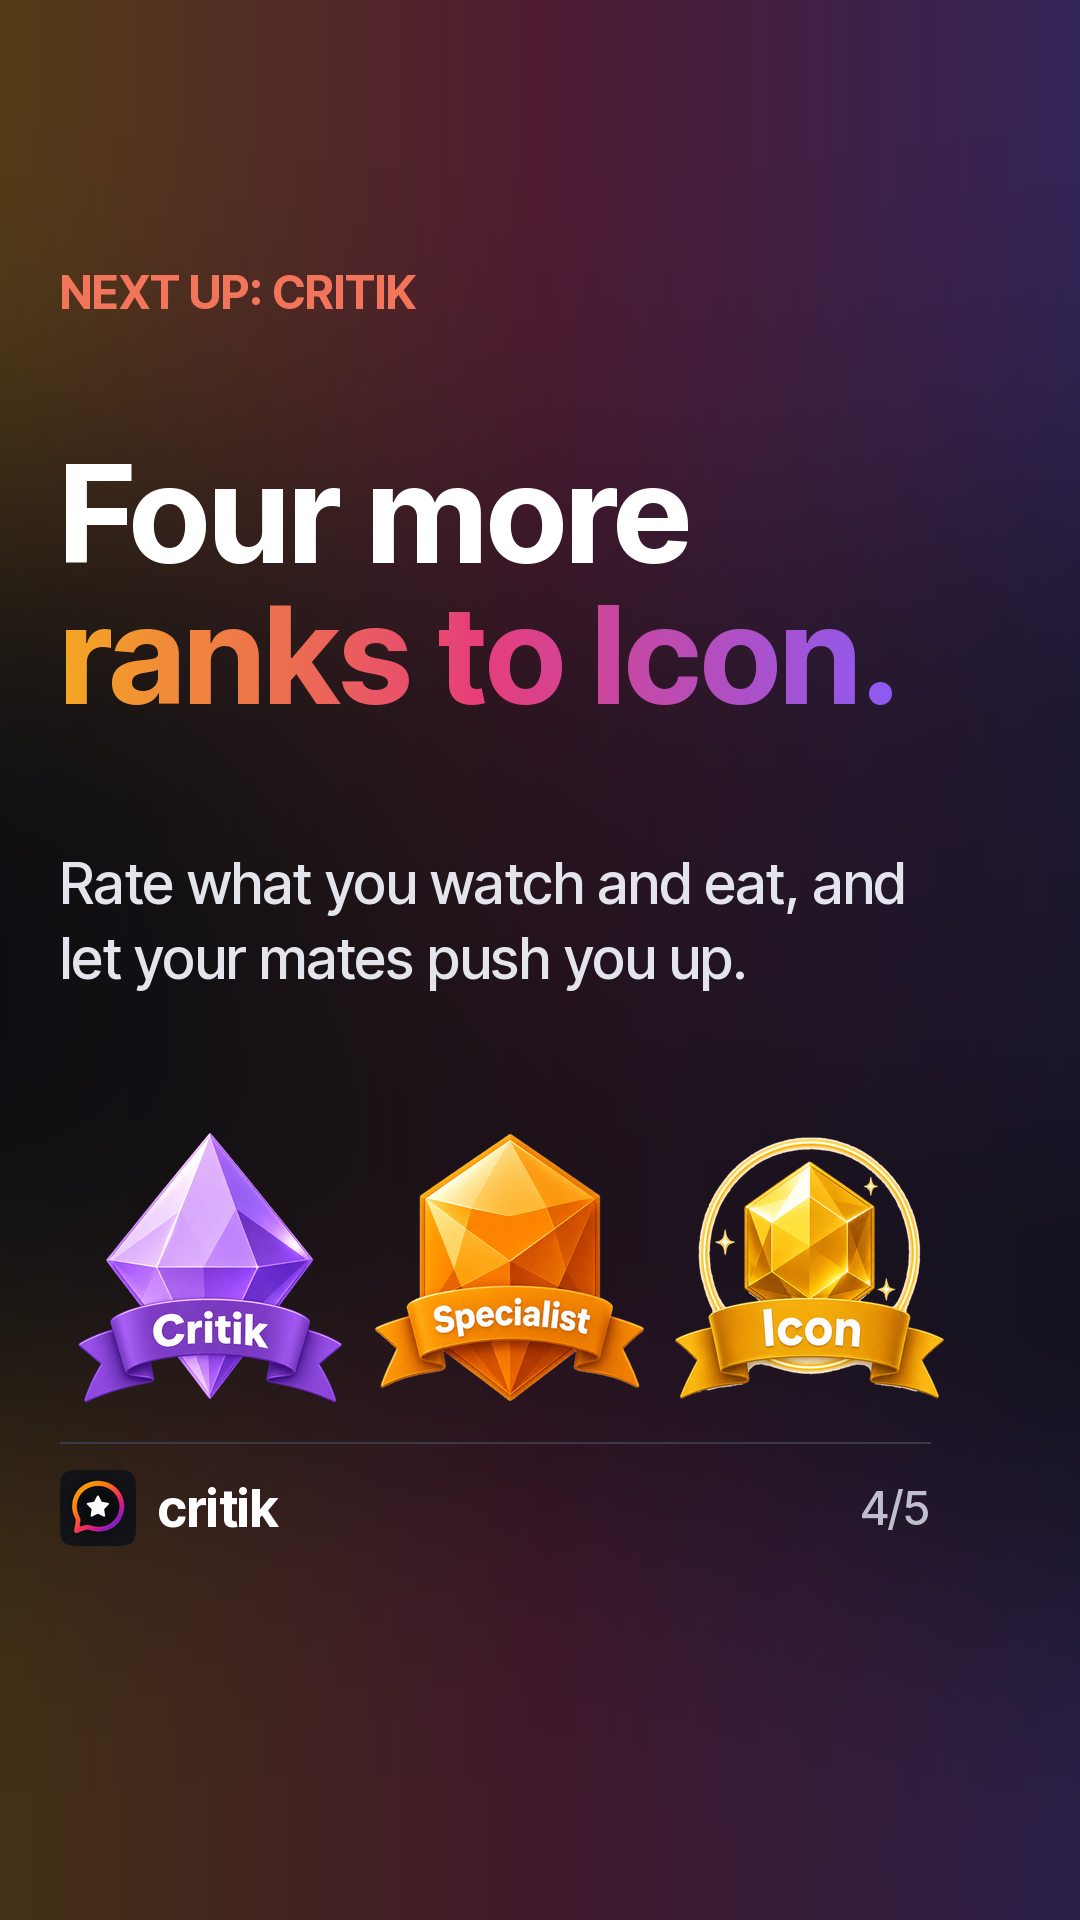 NEXT UP: CRITIK
Four more
ranks to Icon.
Rate what you watch and eat, and
let your mates push you up.
Critik
Specialist
Icon
critik
4/5